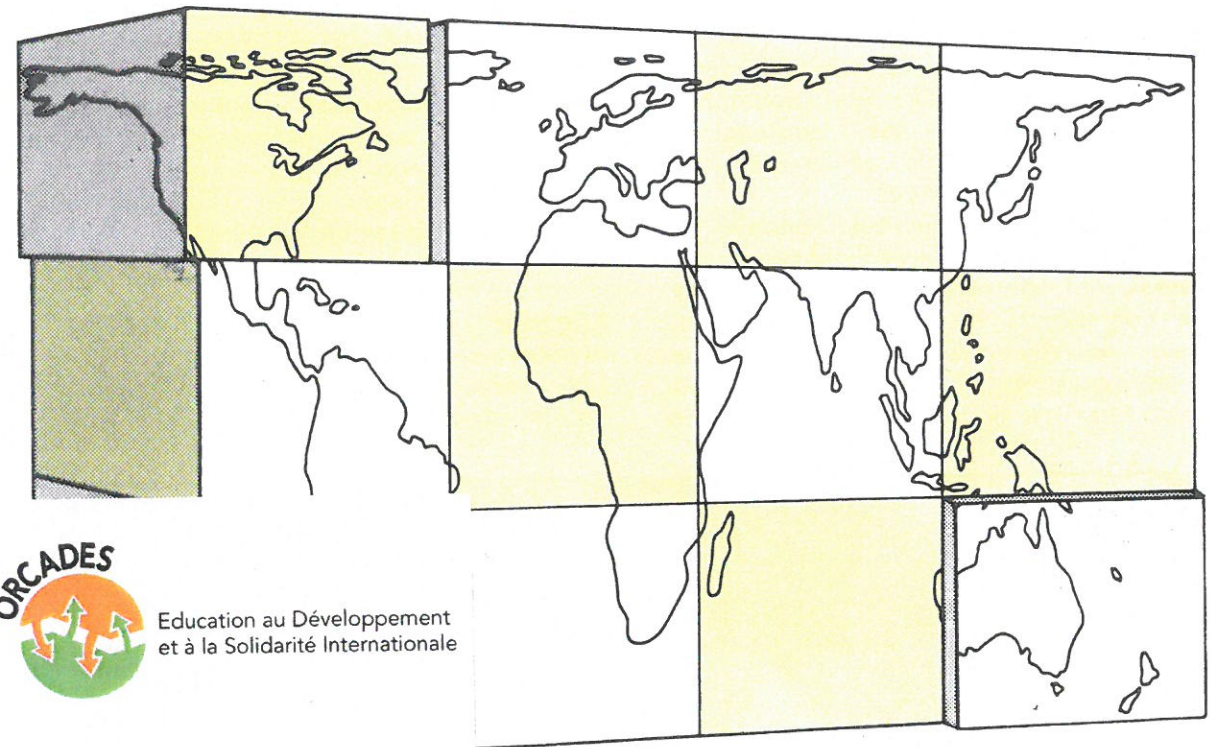 ORCADES
Education au Développement
et à la Solidarité Internationale